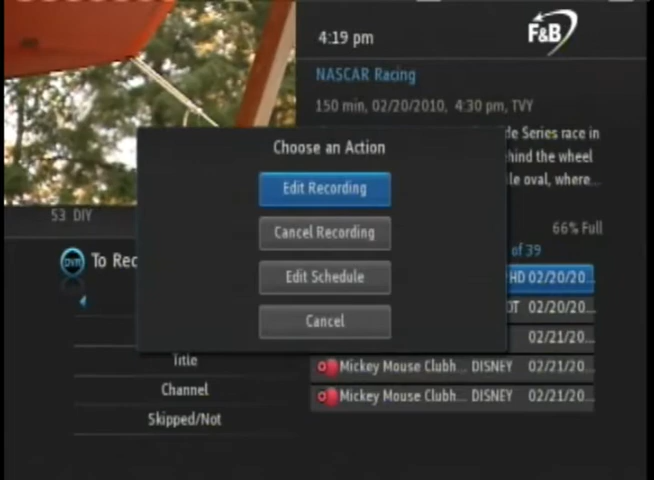 4:19 pm
F&B
NASCAR Racing
150 min, 02/20/2010, 4:30 pm, TVY
de Series race in
hind the wheel
le oval, where...
Choose an Action
Edit Recording
Cancel Recording
Edit Schedule
Cancel
53 DIY
66% Full
DVR To Rec
of 39
HD 02/20/20...
OT 02/20/20...
02/21/20...
Title
Mickey Mouse Clubh... DISNEY 02/21/20...
Channel
Mickey Mouse Clubh... DISNEY 02/21/20...
Skipped/Not